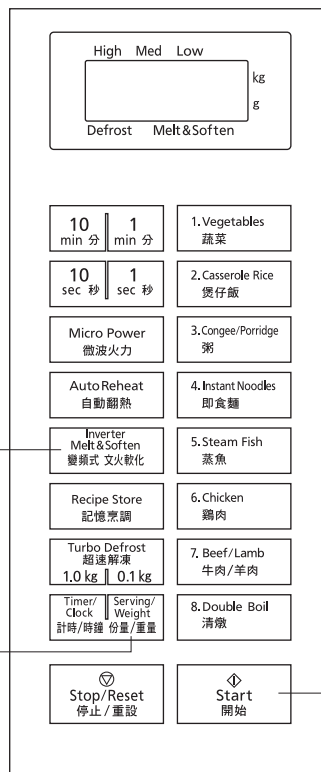 High Med Low
kg
g
Defrost Melt&Soften
10 min 分
1 min 分
10 sec 秒
1 sec 秒
Micro Power
微波火力
Auto Reheat
自動翻熱
Inverter
Melt&Soften
變頻式 文火軟化
Recipe Store
記憶烹調
Turbo Defrost
超速解凍
1.0 kg 0.1 kg
Timer/
Clock
計時/時鐘
Serving/
Weight
份量/重量
Stop/Reset
停止/重設
1.Vegetables
蔬菜
2.Casserole Rice
煲仔飯
3.Congee/Porridge
粥
4.Instant Noodles
即食麵
5.Steam Fish
蒸魚
6.Chicken
鷄肉
7.Beef/Lamb
牛肉/羊肉
8.Double Boil
清燉
Start
開始